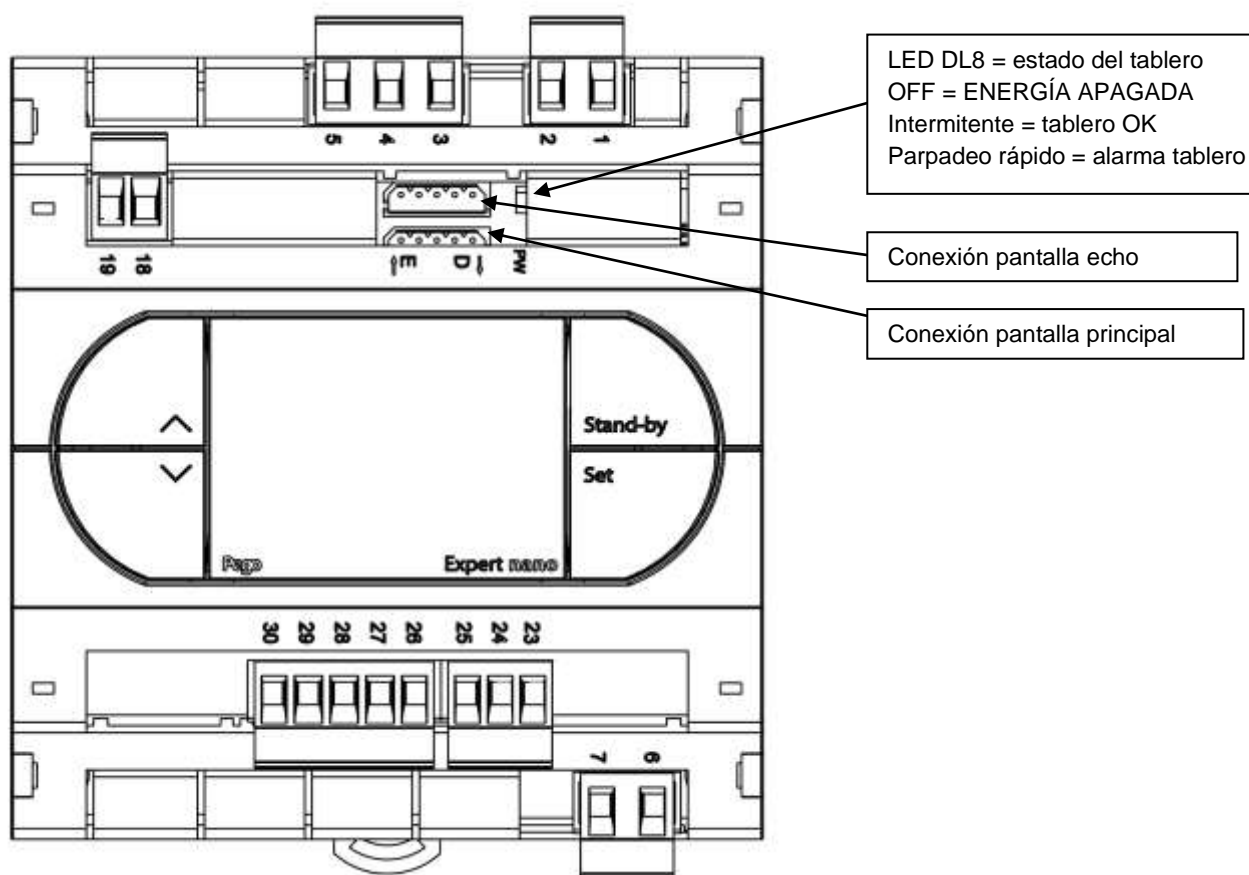 LED DL8 = estado del tablero
OFF = ENERGÍA APAGADA
Intermitente = tablero OK
Parpadeo rápido = alarma tablero
5 4 3 2 1
Conexión pantalla echo
19 18 E D PW
Conexión pantalla principal
Stand-by
Set
Pego Expert nano
30 29 28 27 26 25 24 23
7 6